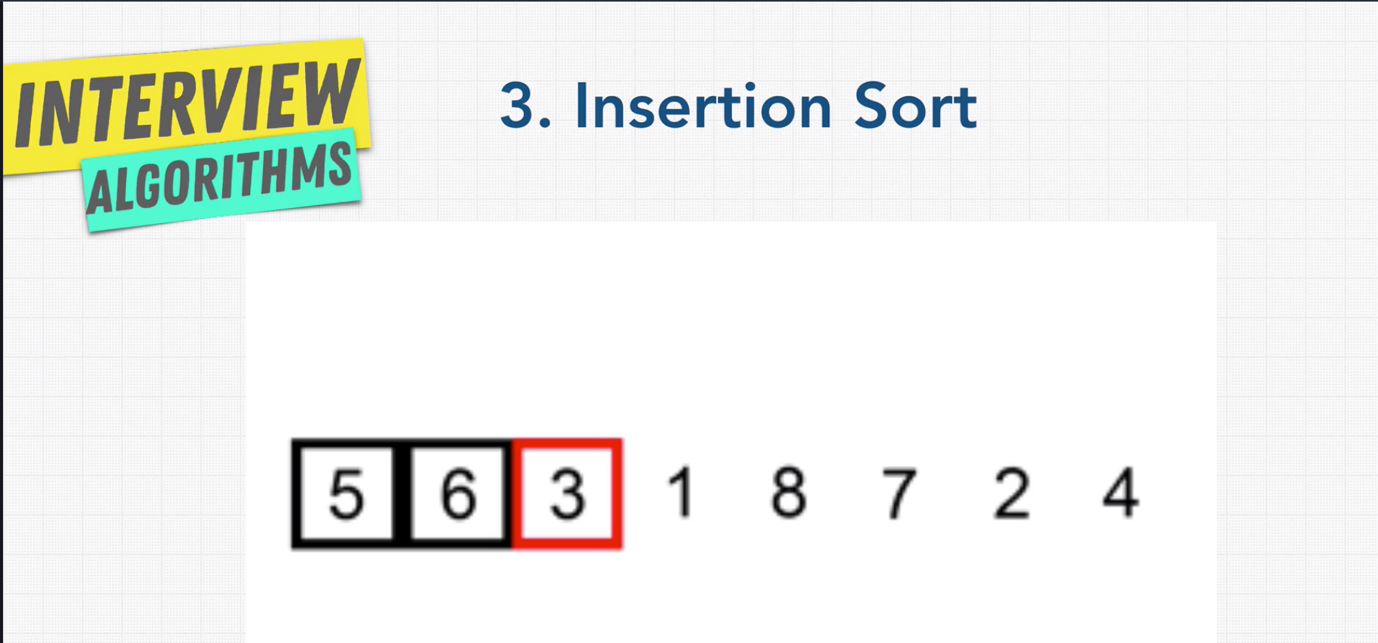 INTERVIEW
ALGORITHMS
3. Insertion Sort
5 6 3 1 8 7 2 4